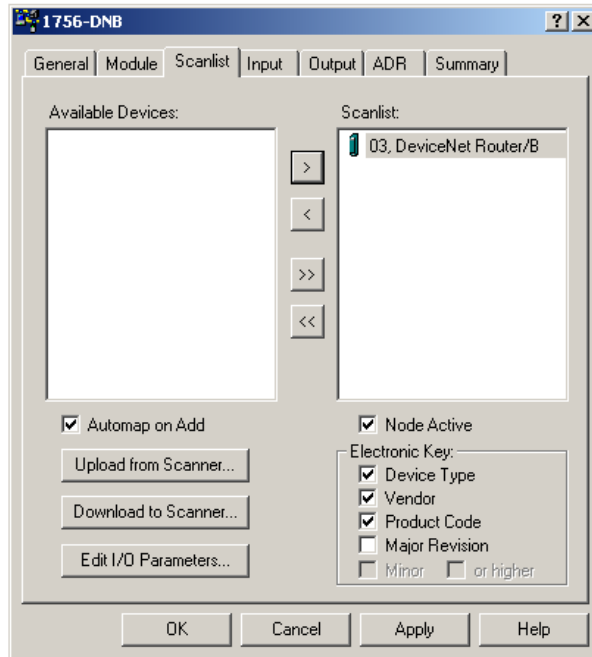 1756-DNB
General Module Scanlist Input Output ADR Summary
Available Devices:
Scanlist:
03, DeviceNet Router/B
>
<
>>
<<
Automap on Add
Node Active
Upload from Scanner...
Download to Scanner...
Edit I/O Parameters...
Electronic Key:
Device Type
Vendor
Product Code
Major Revision
Minor or higher
OK Cancel Apply Help